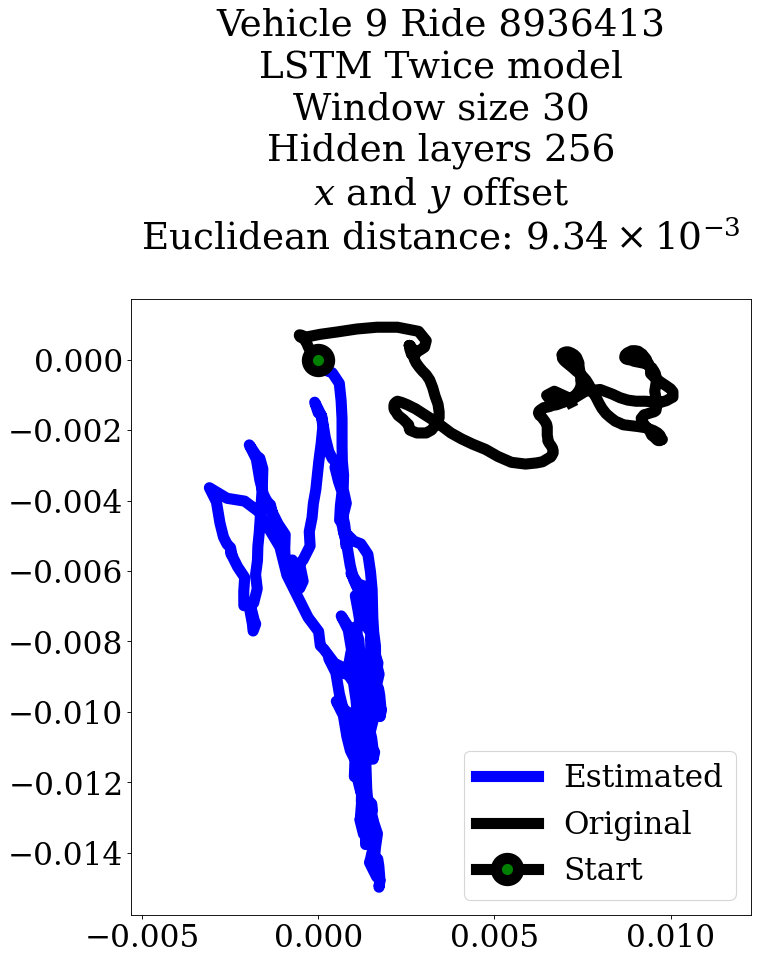 Vehicle 9 Ride 8936413
LSTM Twice model
Window size 30
Hidden layers 256
x and y offset
Euclidean distance: 9.34 × 10⁻³
0.000
−0.002
−0.004
−0.006
−0.008
−0.010
−0.012
−0.014
Estimated
Original
Start
−0.005 0.000 0.005 0.010